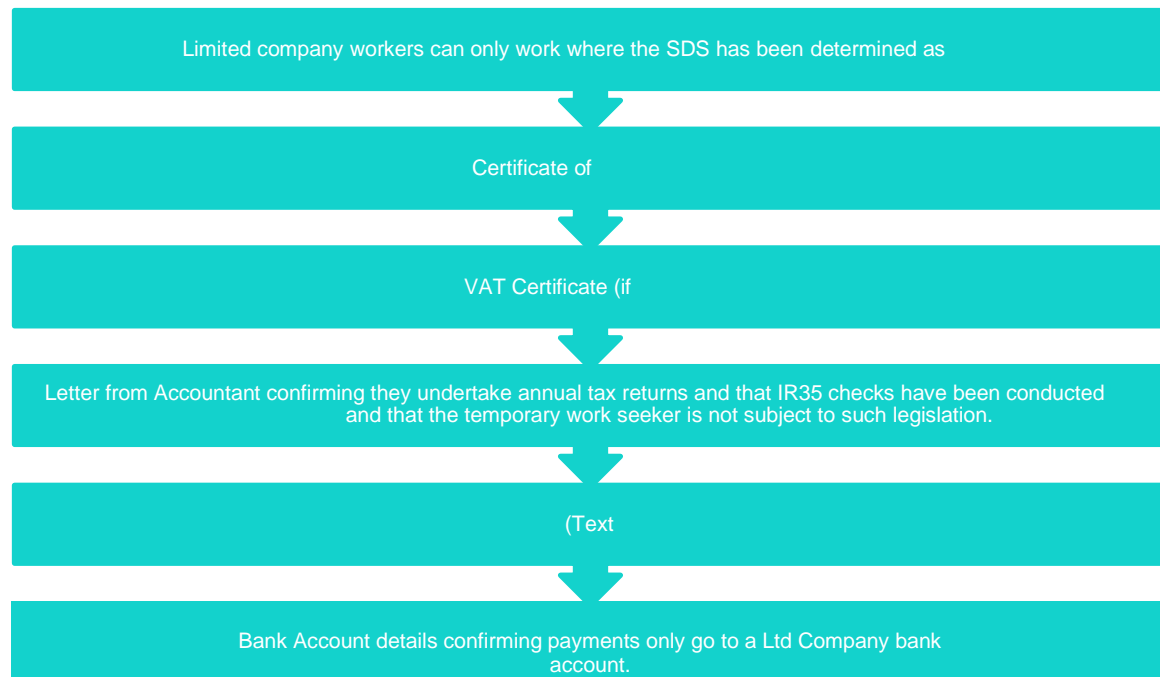 Limited company workers can only work where the SDS has been determined as
Certificate of
VAT Certificate (if
Letter from Accountant confirming they undertake annual tax returns and that IR35 checks have been conducted
and that the temporary work seeker is not subject to such legislation.
(Text
Bank Account details confirming payments only go to a Ltd Company bank
account.